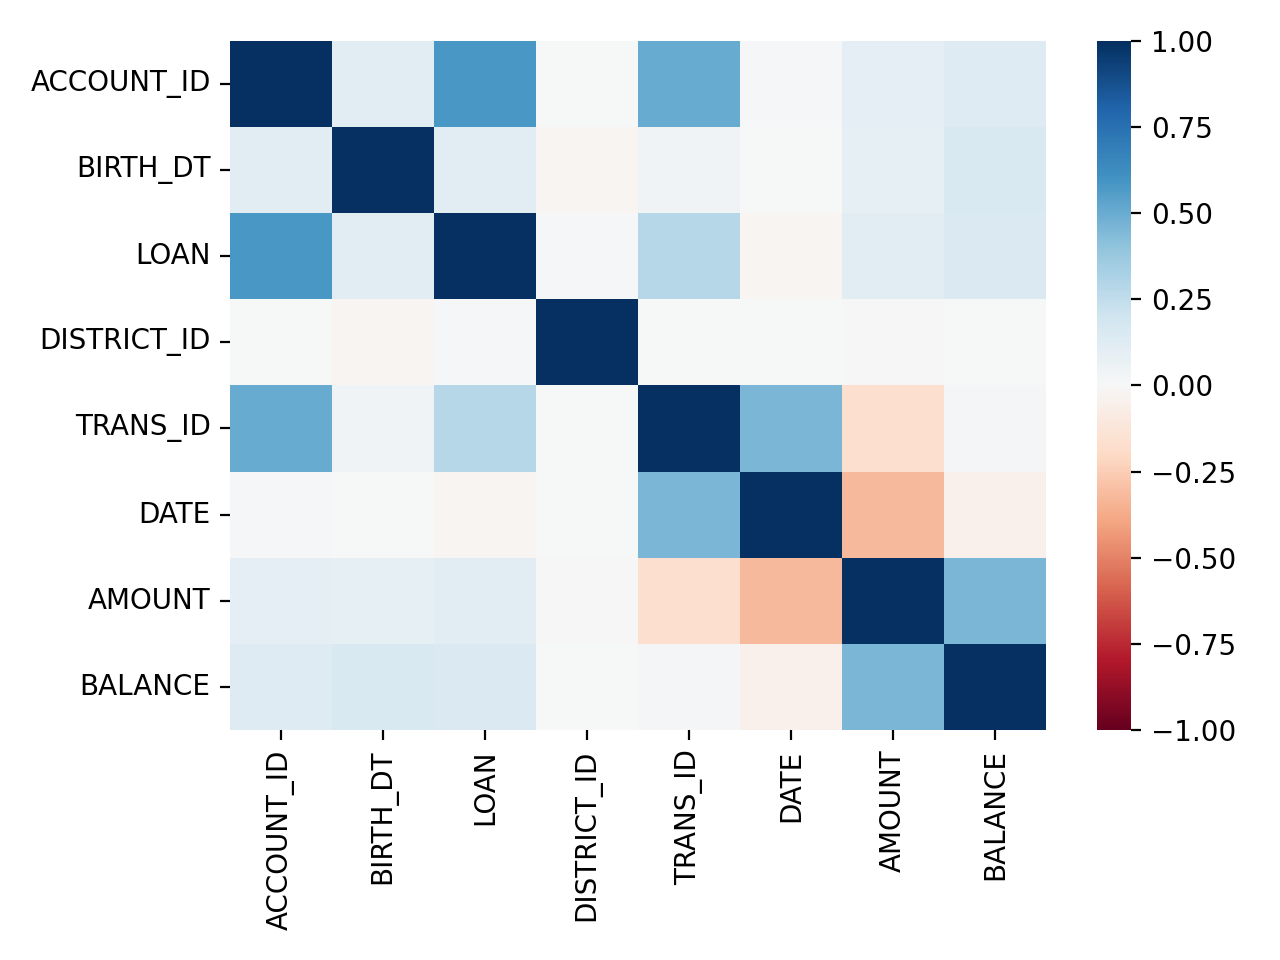 ACCOUNT_ID
BIRTH_DT
LOAN
DISTRICT_ID
TRANS_ID
DATE
AMOUNT
BALANCE
ACCOUNT_ID
BIRTH_DT
LOAN
DISTRICT_ID
TRANS_ID
DATE
AMOUNT
BALANCE
1.00
0.75
0.50
0.25
0.00
−0.25
−0.50
−0.75
−1.00